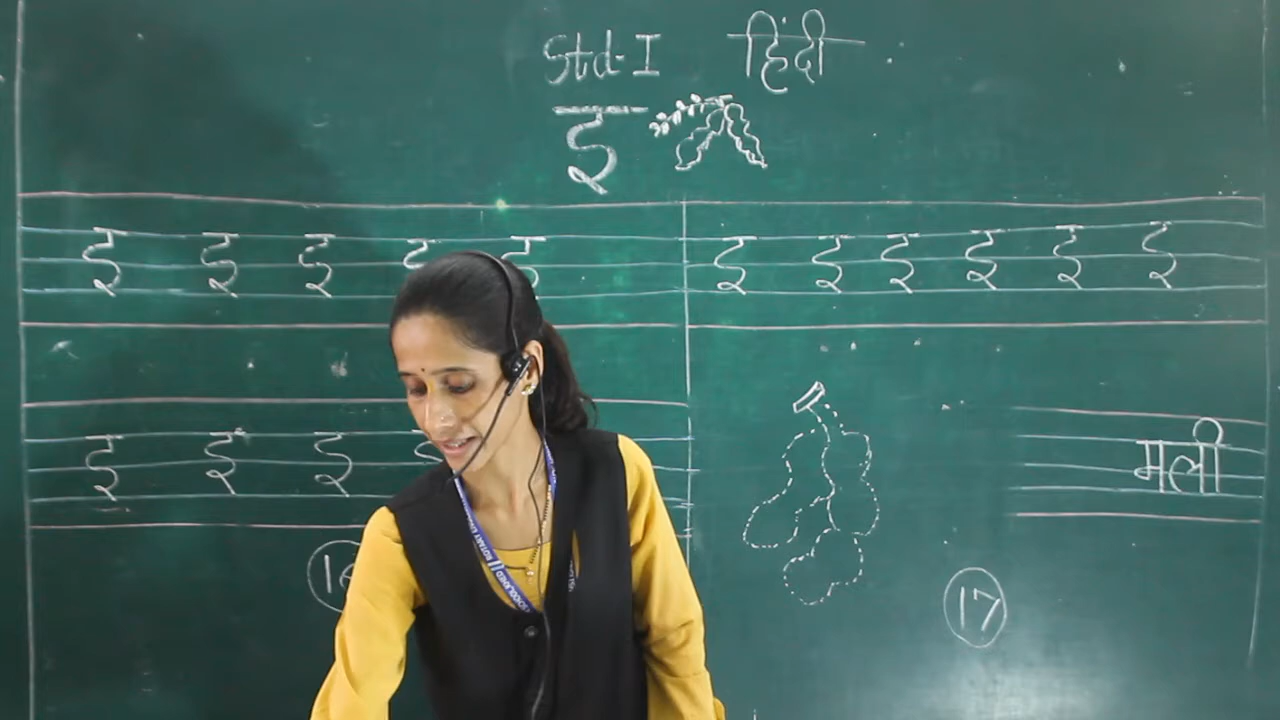 Std-I हिंदी
इ
इ इ इ इ इ इ इ इ इ इ इ
इ इ इ इ
मली
17